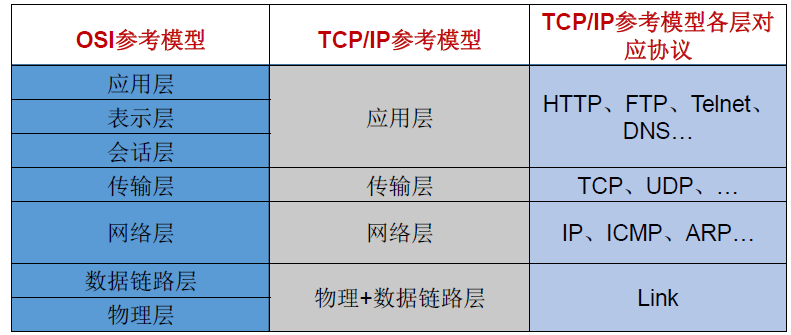 OSI参考模型
TCP/IP参考模型
TCP/IP参考模型各层对
应协议
应用层
表示层
会话层
应用层
HTTP、FTP、Telnet、
DNS…
传输层
传输层
TCP、UDP、…
网络层
网络层
IP、ICMP、ARP…
数据链路层
物理层
物理+数据链路层
Link